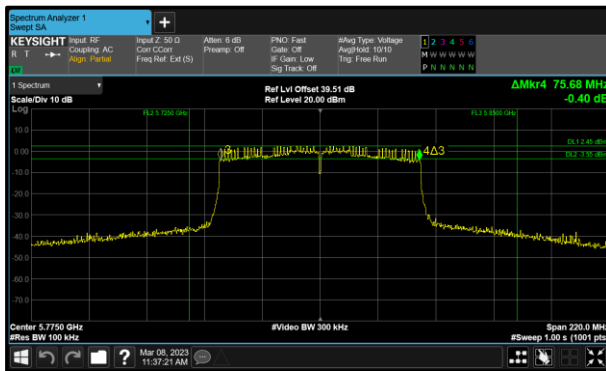 Spectrum Analyzer 1
Swept SA
KEYSIGHT
R T
Input: RF
Coupling: AC
Align: Partial
Input Z: 50 Ω
Corr CCorr
Freq Ref: Ext (S)
Atten: 6 dB
Preamp: Off
PNO: Fast
Gate: Off
IF Gain: Low
Sig Track: Off
#Avg Type: Voltage
Avg|Hold: 10/10
Trig: Free Run
1 2 3 4 5 6
M W W W W W
P N N N N N
1 Spectrum
Scale/Div 10 dB
Log
Ref Lvl Offset 39.51 dB
Ref Level 20.00 dBm
ΔMkr4 75.68 MHz
-0.40 dB
FL2 5.7250 GHz
FL3 5.8500 GHz
DL1 2.45 dBm
DL2 -3.55 dBm
3
4Δ3
10.0
0.00
-10.0
-20.0
-30.0
-40.0
-50.0
-60.0
-70.0
Center 5.7750 GHz
#Res BW 100 kHz
#Video BW 300 kHz
Span 220.0 MHz
#Sweep 1.00 s (1001 pts)
?
Mar 08, 2023
11:37:21 AM